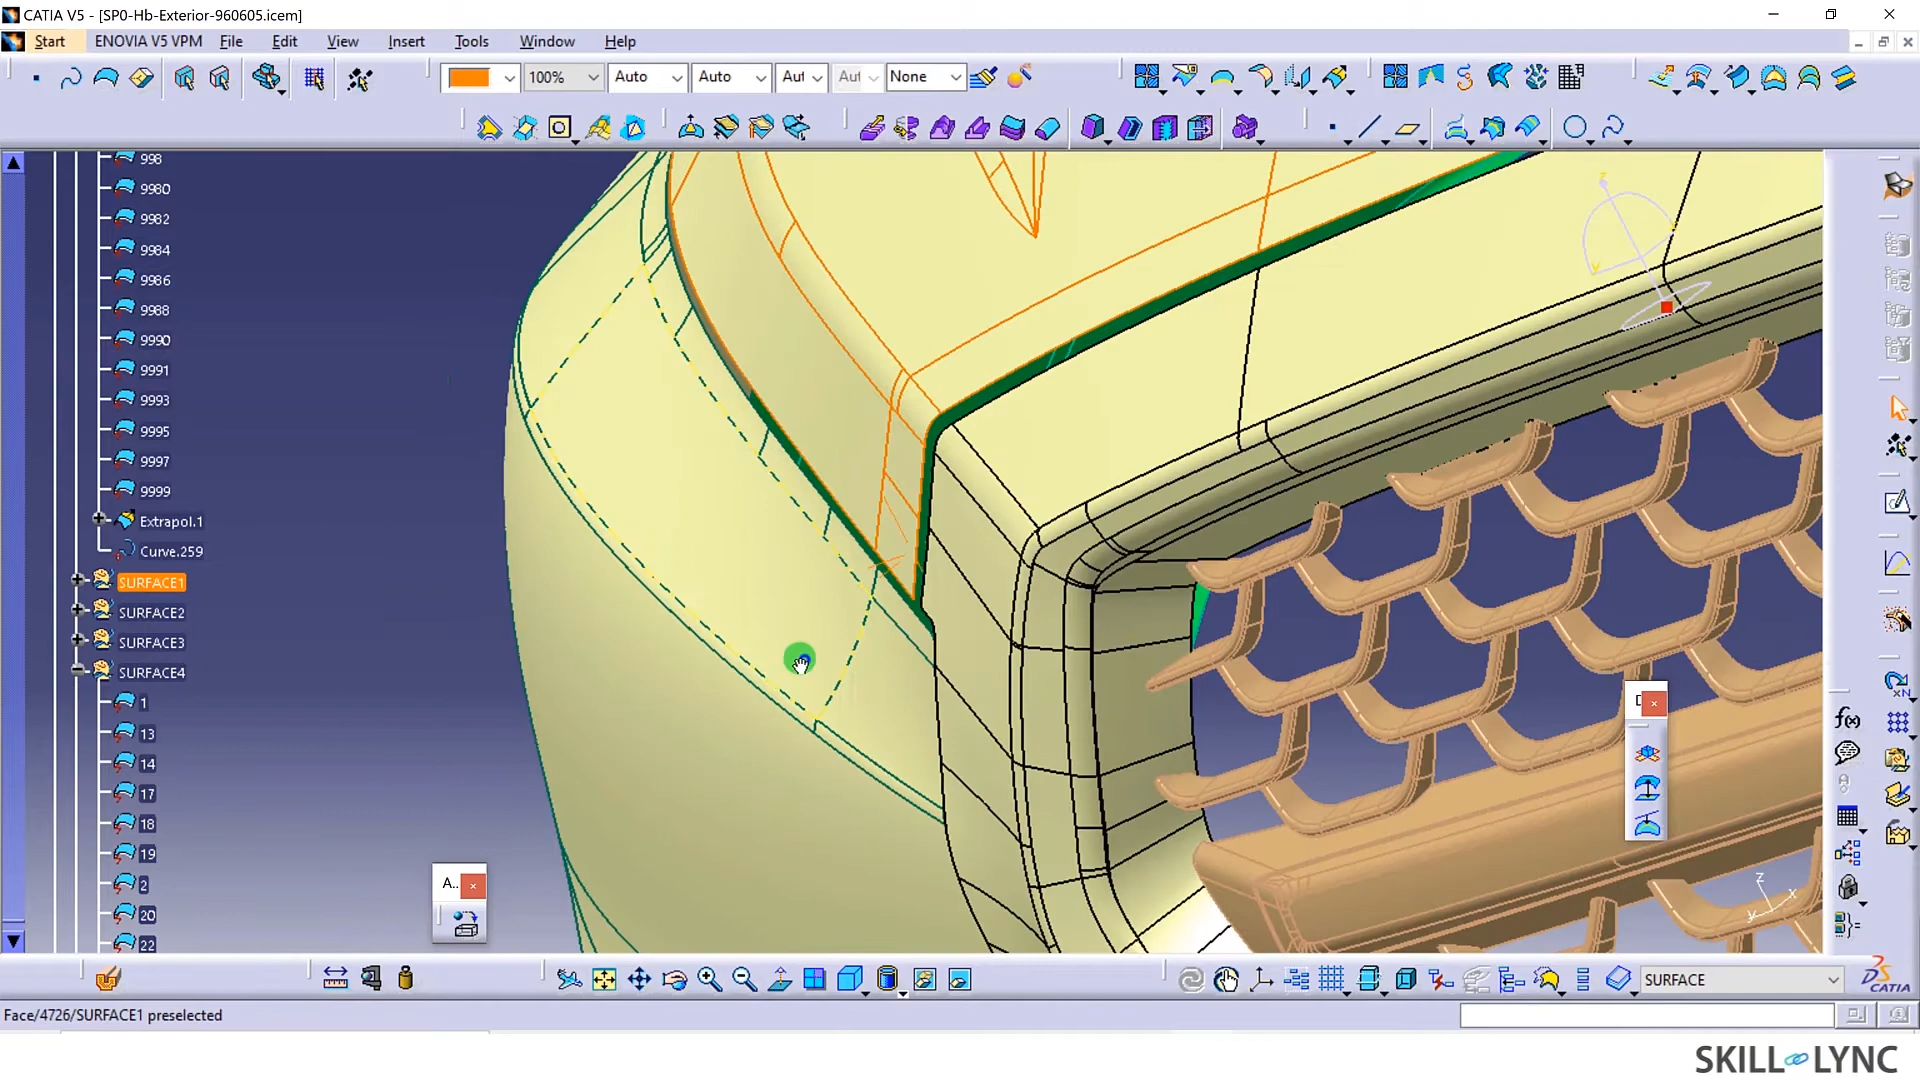 CATIA V5 - [SP0-Hb-Exterior-960605.icem]
Start ENOVIA V5 VPM File Edit View Insert Tools Window Help
100% Auto Auto Aut Aut None
998
9980
9982
9984
9986
9988
9990
9991
9993
9995
9997
9999
Extrapol.1
Curve.259
SURFACE1
SURFACE2
SURFACE3
SURFACE4
1
13
14
17
18
19
2
20
22
A..
f(x)
z
x
y
SURFACE
CATIA
Face/4726/SURFACE1 preselected
SKILL LYNC